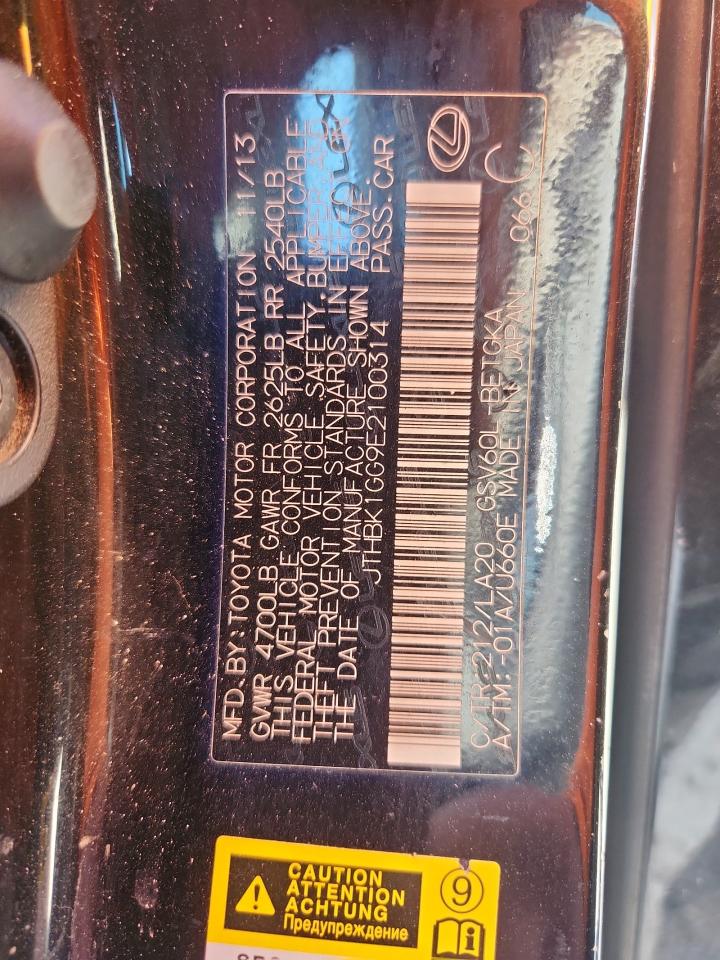 MFD.BY:TOYOTA MOTOR CORPORATION 11/13
GVWR 4700LB GAWR FR 2625LB RR 2540LB
THIS VEHICLE CONFORMS TO ALL APPLICABLE
FEDERAL MOTOR VEHICLE SAFETY, BUMPER, AND
THEFT PREVENTION STANDARDS IN EFFECT ON
THE DATE OF MANUFACTURE SHOWN ABOVE.
JTHBK1GG9E2100314 PASS.CAR
C/TR:212/LA20 GSV60L-BETGKA
A/TM:-01A/U660E MADE IN JAPAN 066 C
CAUTION
ATTENTION
ACHTUNG
Предупреждение
9